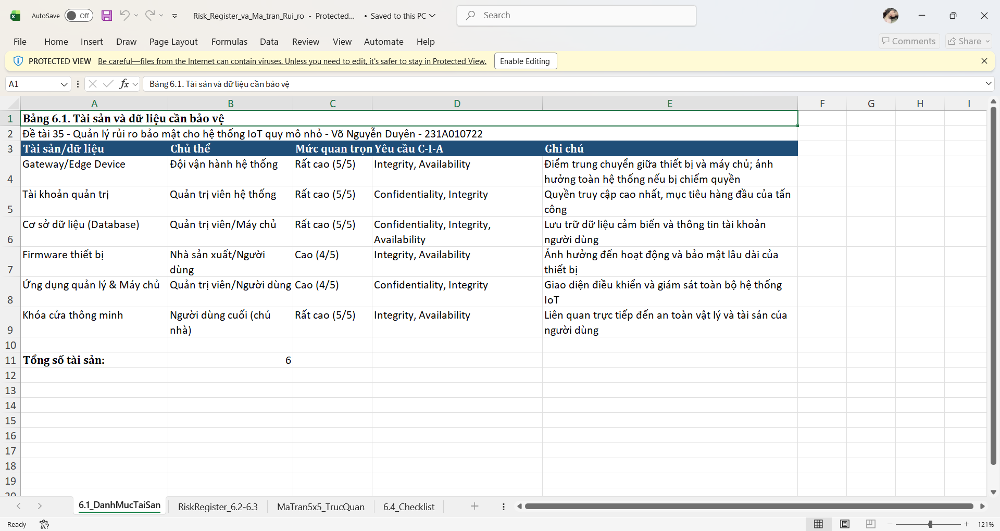 AutoSave Off Risk_Register_va_Ma_tran_Rui_ro - Protected... • Saved to this PC Search
File Home Insert Draw Page Layout Formulas Data Review View Automate Help Comments Share
PROTECTED VIEW Be careful—files from the Internet can contain viruses. Unless you need to edit, it's safer to stay in Protected View. Enable Editing
A1 fx Bảng 6.1. Tài sản và dữ liệu cần bảo vệ
A B C D E F G H I
1 Bảng 6.1. Tài sản và dữ liệu cần bảo vệ
2 Đề tài 35 - Quản lý rủi ro bảo mật cho hệ thống IoT quy mô nhỏ - Võ Nguyễn Duyên - 231A010722
3 Tài sản/dữ liệu Chủ thể Mức quan trọn Yêu cầu C-I-A Ghi chú
Gateway/Edge Device Đội vận hành hệ thống Rất cao (5/5) Integrity, Availability Điểm trung chuyển giữa thiết bị và máy chủ; ảnh
4 hưởng toàn hệ thống nếu bị chiếm quyền
Tài khoản quản trị Quản trị viên hệ thống Rất cao (5/5) Confidentiality, Integrity Quyền truy cập cao nhất, mục tiêu hàng đầu của tấn
5 công
Cơ sở dữ liệu (Database) Quản trị viên/Máy chủ Rất cao (5/5) Confidentiality, Integrity, Lưu trữ dữ liệu cảm biến và thông tin tài khoản
6 Availability người dùng
Firmware thiết bị Nhà sản xuất/Người Cao (4/5) Integrity, Availability Ảnh hưởng đến hoạt động và bảo mật lâu dài của
7 dùng thiết bị
Ứng dụng quản lý & Máy chủ Quản trị viên/Người dùng Cao (4/5) Confidentiality, Integrity Giao diện điều khiển và giám sát toàn bộ hệ thống
8 IoT
Khóa cửa thông minh Người dùng cuối (chủ Rất cao (5/5) Integrity, Availability Liên quan trực tiếp đến an toàn vật lý và tài sản của
9 nhà) người dùng
10
11 Tổng số tài sản: 6
12
13
14
15
16
17
18
19
20
6.1_DanhMucTaiSan RiskRegister_6.2-6.3 MaTran5x5_TrucQuan 6.4_Checklist
Ready 121%